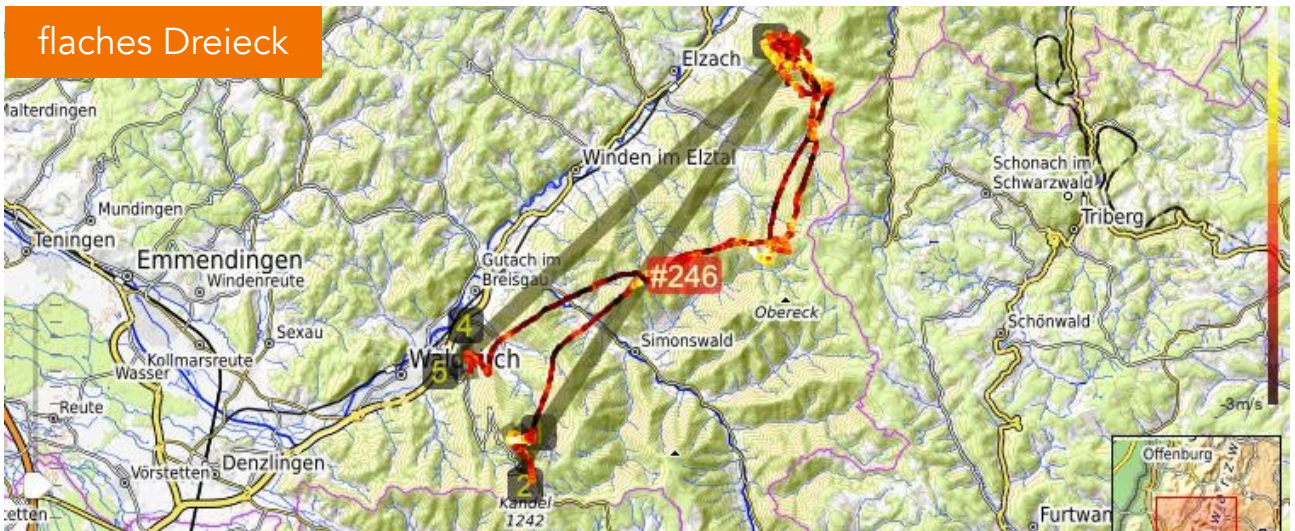 flaches Dreieck
Elzach
Malterdingen
Winden im Elztal
Schonach im
Schwarzwald
Mundingen
Triberg
Teningen
Emmendingen
Gutach im
Breisgau
Windenreute
#246
Obereck
4
Sexau
Schönwald
Simonswald
Kollmarsreute
Waldkirch
5
Wasser
Reute
-3m/s
1
Offenburg
Vörstetten
Denzlingen
2
Kandel
1242
Furtwan